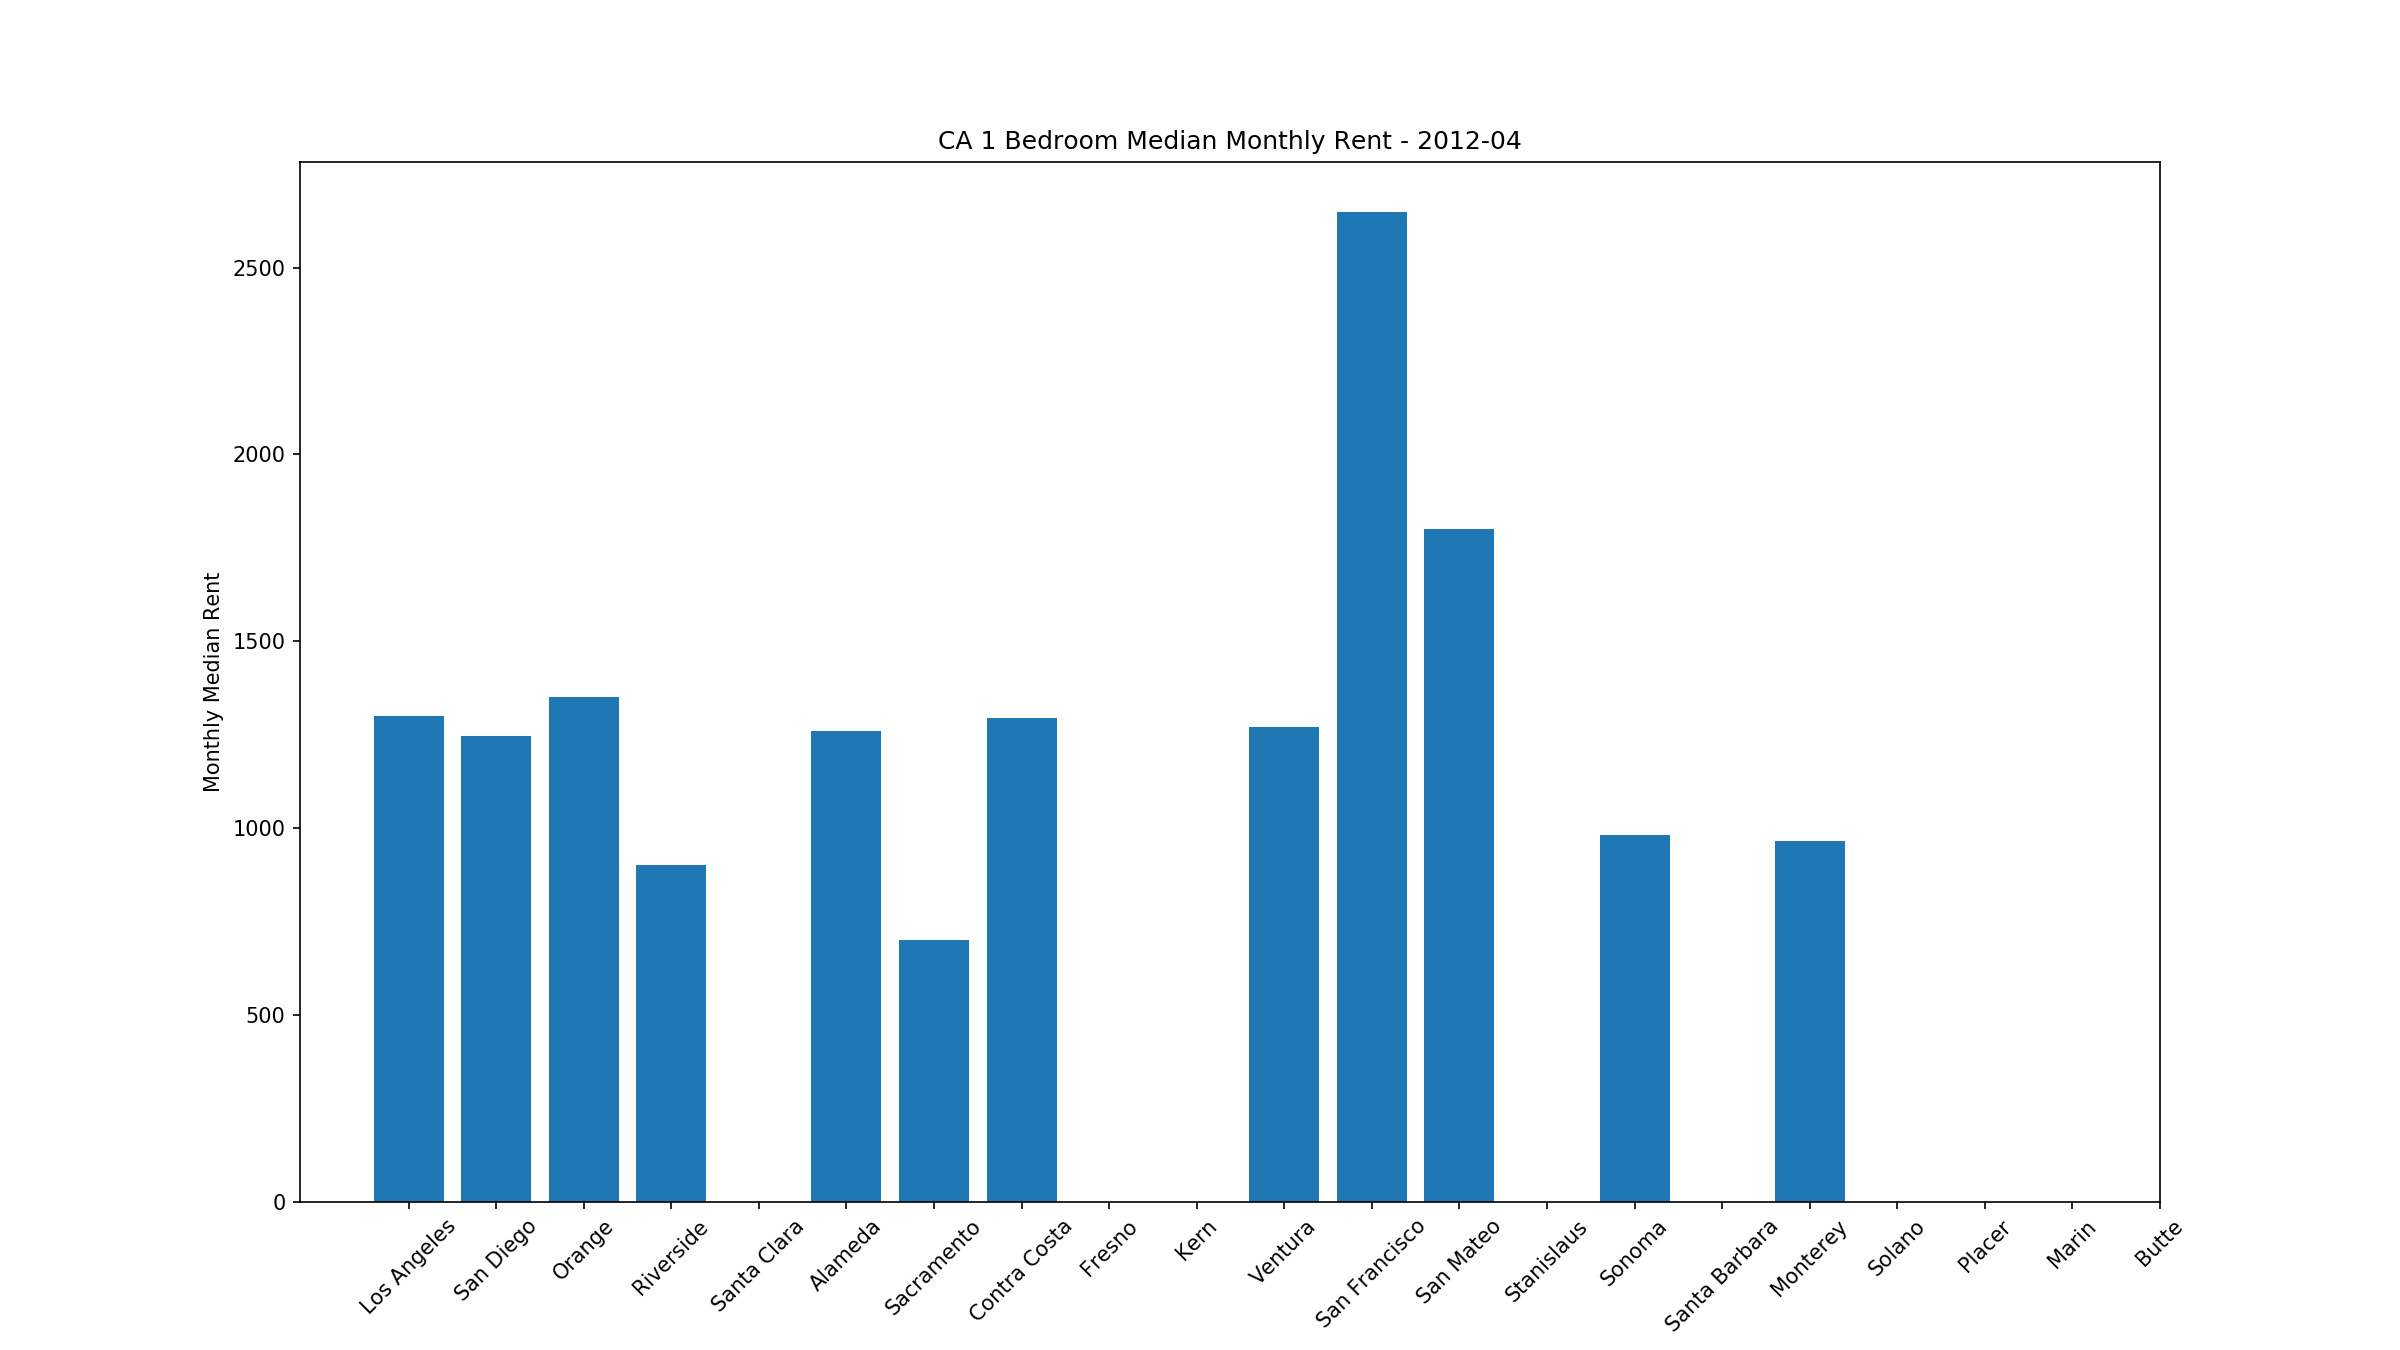 CA 1 Bedroom Median Monthly Rent - 2012-04
Monthly Median Rent
2500
2000
1500
1000
500
0
Los Angeles
San Diego
Orange
Riverside
Santa Clara
Alameda
Sacramento
Contra Costa
Fresno
Kern
Ventura
San Francisco
San Mateo
Stanislaus
Sonoma
Santa Barbara
Monterey
Solano
Placer
Marin
Butte